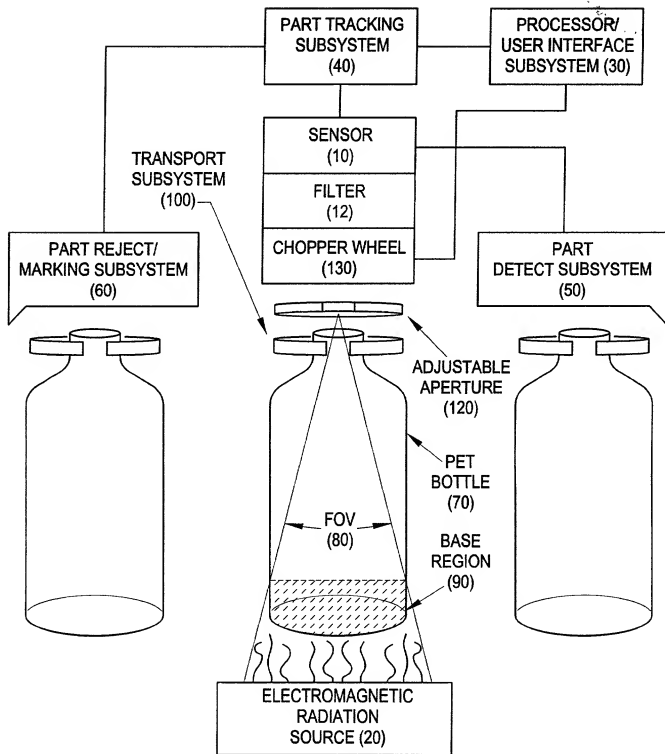 PART TRACKING
SUBSYSTEM
(40)
PROCESSOR/
USER INTERFACE
SUBSYSTEM (30)
SENSOR
(10)
TRANSPORT
SUBSYSTEM
(100)
FILTER
(12)
PART REJECT/
MARKING SUBSYSTEM
(60)
CHOPPER WHEEL
(130)
PART
DETECT SUBSYSTEM
(50)
ADJUSTABLE
APERTURE
(120)
PET
BOTTLE
(70)
FOV
(80)
BASE
REGION
(90)
ELECTROMAGNETIC
RADIATION
SOURCE (20)